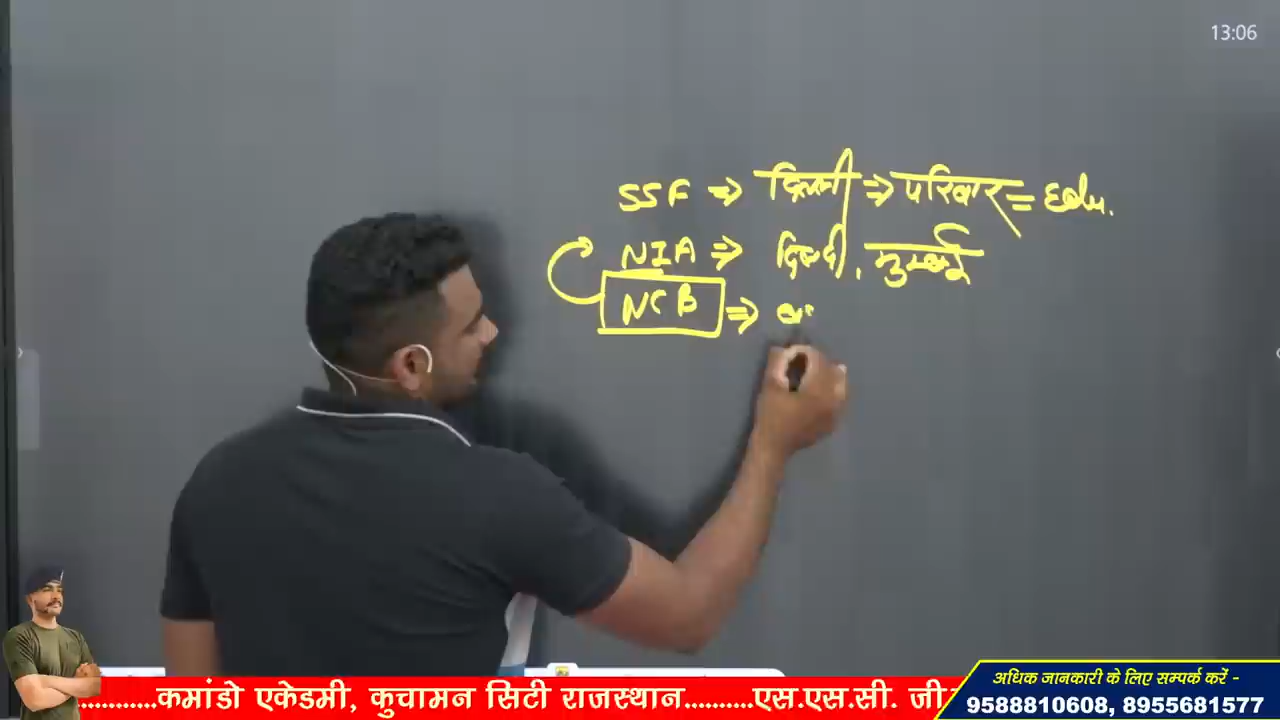 13:06
SSF ⇒ दिल्ली ⇒ परिवार = Edu.
NIA ⇒ दिल्ली, मुम्बई
NCB ⇒
............कमांडो एकेडमी, कुचामन सिटी राजस्थान..........एस.एस.सी. जी
अधिक जानकारी के लिए सम्पर्क करें -
9588810608, 8955681577